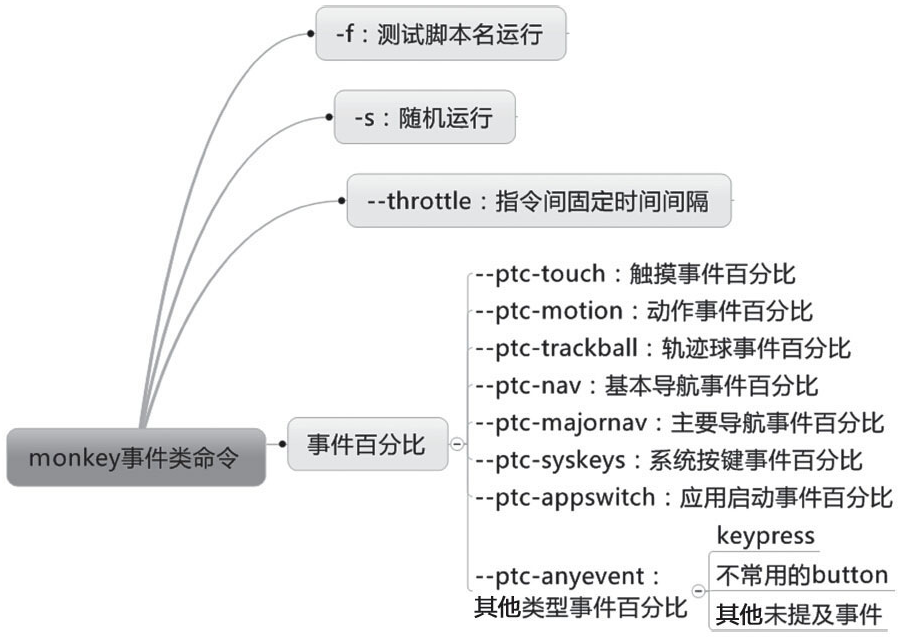 -f：测试脚本名运行
-s：随机运行
--throttle：指令间固定时间间隔
--ptc-touch：触摸事件百分比
--ptc-motion：动作事件百分比
--ptc-trackball：轨迹球事件百分比
--ptc-nav：基本导航事件百分比
--ptc-majornav：主要导航事件百分比
monkey事件类命令
事件百分比
--ptc-syskeys：系统按键事件百分比
--ptc-appswitch：应用启动事件百分比
--ptc-anyevent：
其他类型事件百分比
keypress
不常用的button
其他未提及事件